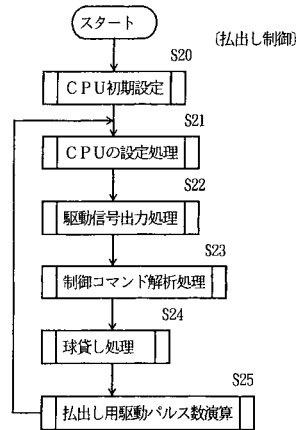 スタート
〔払出し制御〕
S20
CPU初期設定
S21
CPUの設定処理
S22
駆動信号出力処理
S23
制御コマンド解析処理
S24
球貸し処理
S25
払出し用駆動パルス数演算